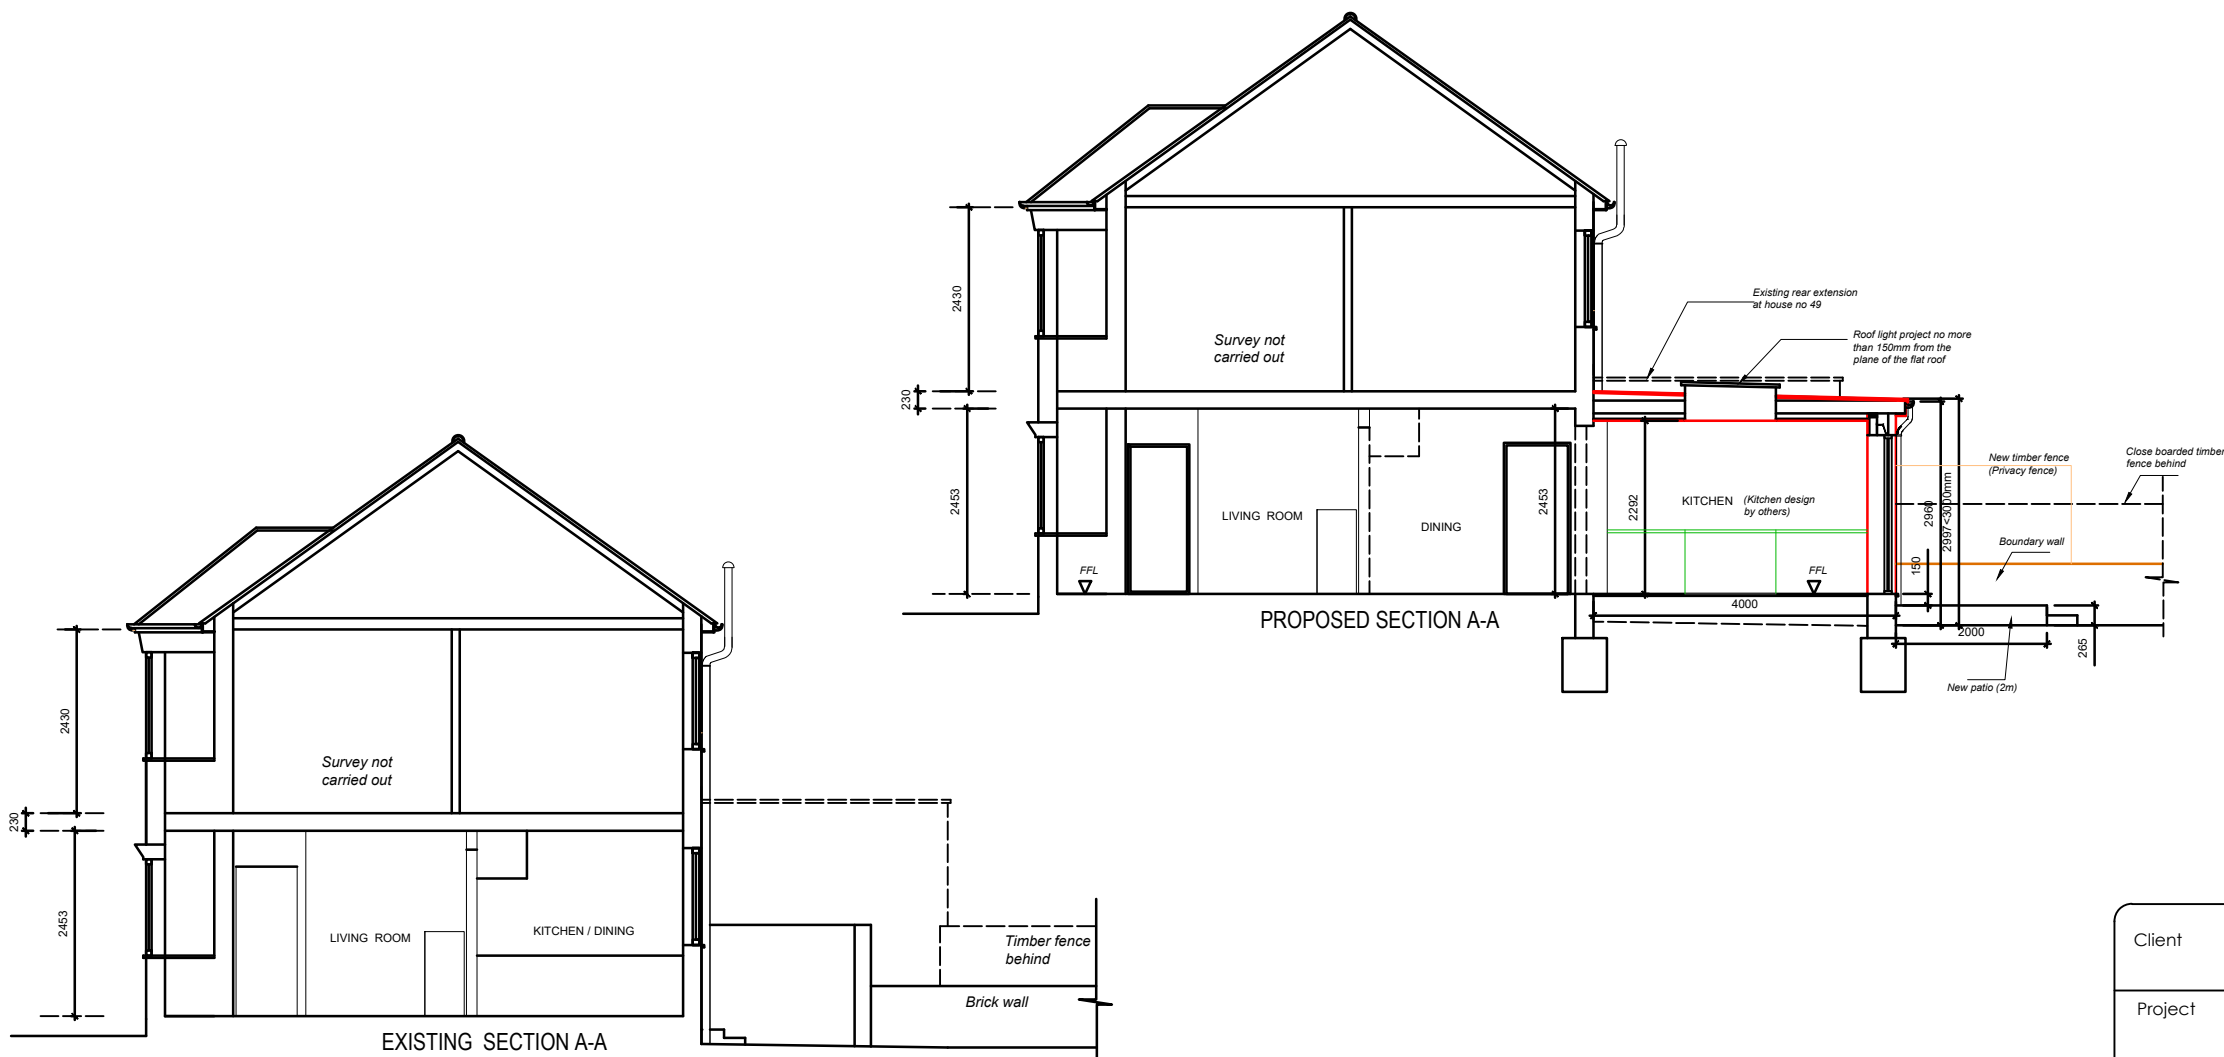 2430
230
2453
Survey not
carried out
LIVING ROOM
DINING
FFL
2453
2292
KITCHEN
(Kitchen design
by others)
FFL
4000
Existing rear extension
at house no 49
Roof light project no more
than 150mm from the
plane of the flat roof
New timber fence
(Privacy fence)
Close boarded timber
fence behind
2960
2997<3000mm
150
Boundary wall
2000
265
New patio (2m)
PROPOSED SECTION A-A
2430
230
2453
Survey not
carried out
LIVING ROOM
KITCHEN / DINING
Timber fence
behind
Brick wall
EXISTING SECTION A-A
Client
Project